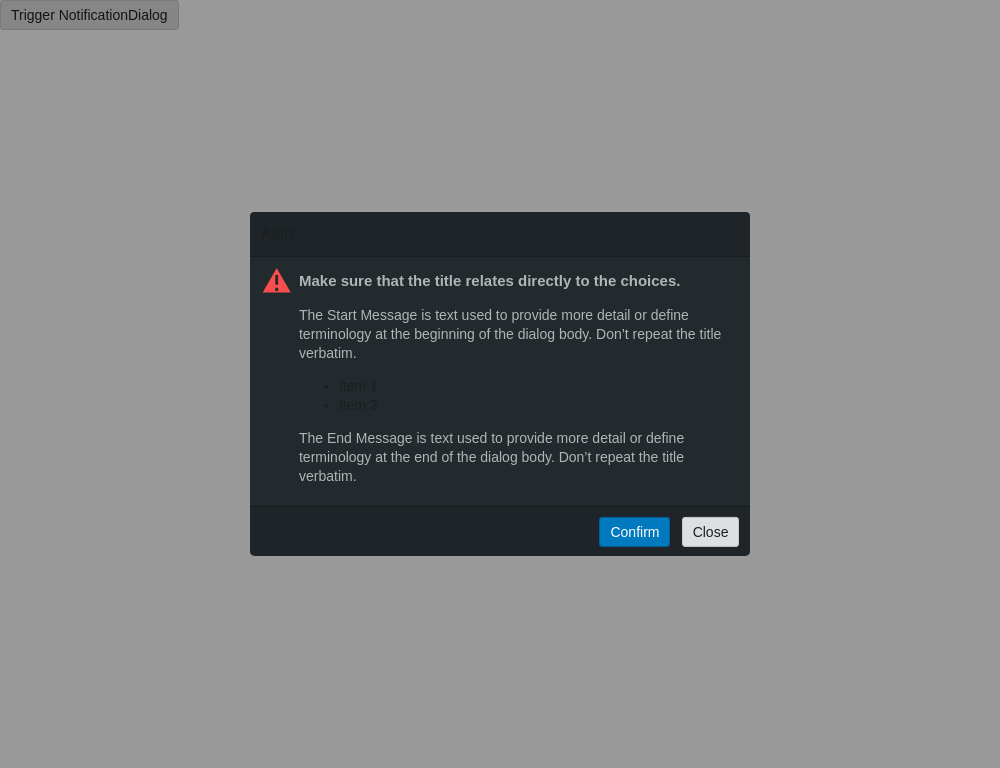 Trigger NotificationDialog
Alert
Make sure that the title relates directly to the choices.
The Start Message is text used to provide more detail or define
terminology at the beginning of the dialog body. Don’t repeat the title
verbatim.
• Item 1
• Item 2
The End Message is text used to provide more detail or define
terminology at the end of the dialog body. Don’t repeat the title
verbatim.
Confirm Close